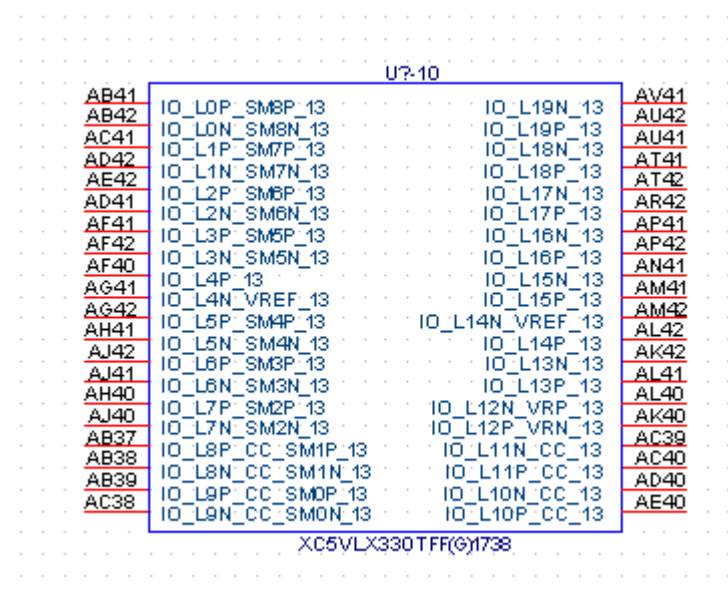 U?-10
AB41 IO_L0P_SM8P_13 IO_L19N_13 AV41
AB42 IO_L0N_SM8N_13 IO_L19P_13 AU42
AC41 IO_L1P_SM7P_13 IO_L18N_13 AU41
AD42 IO_L1N_SM7N_13 IO_L18P_13 AT41
AE42 IO_L2P_SM6P_13 IO_L17N_13 AT42
AD41 IO_L2N_SM6N_13 IO_L17P_13 AR42
AF41 IO_L3P_SM5P_13 IO_L16N_13 AP41
AF42 IO_L3N_SM5N_13 IO_L16P_13 AP42
AF40 IO_L4P_13 IO_L15N_13 AN41
AG41 IO_L4N_VREF_13 IO_L15P_13 AM41
AG42 IO_L5P_SM4P_13 IO_L14N_VREF_13 AM42
AH41 IO_L5N_SM4N_13 IO_L14P_13 AL42
AJ42 IO_L6P_SM3P_13 IO_L13N_13 AK42
AJ41 IO_L6N_SM3N_13 IO_L13P_13 AL41
AH40 IO_L7P_SM2P_13 IO_L12N_VRP_13 AL40
AJ40 IO_L7N_SM2N_13 IO_L12P_VRN_13 AK40
AB37 IO_L8P_CC_SM1P_13 IO_L11N_CC_13 AC39
AB38 IO_L8N_CC_SM1N_13 IO_L11P_CC_13 AC40
AB39 IO_L9P_CC_SM0P_13 IO_L10N_CC_13 AD40
AC38 IO_L9N_CC_SM0N_13 IO_L10P_CC_13 AE40
XC5VLX330TFF(G)1738